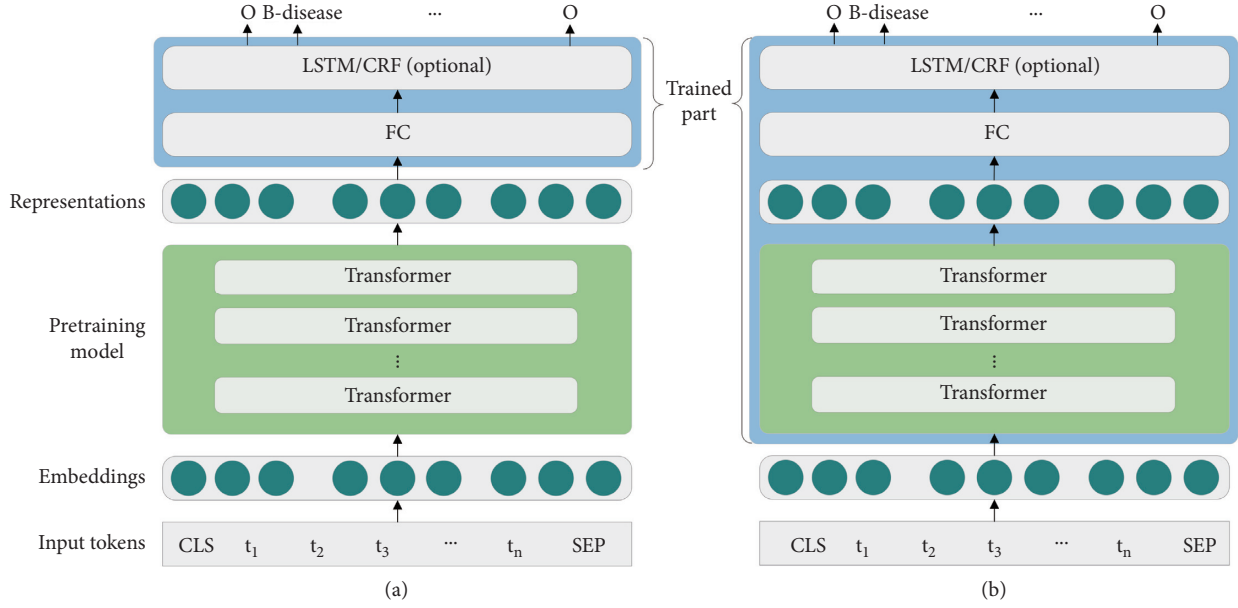 O B-disease ... O
LSTM/CRF (optional)
FC
Representations
Transformer
Transformer
...
Transformer
Pretraining
model
Embeddings
Input tokens
CLS t1 t2 t3 ... tn SEP
(a)
Trained
part
O B-disease ... O
LSTM/CRF (optional)
FC
Transformer
Transformer
...
Transformer
CLS t1 t2 t3 ... tn SEP
(b)